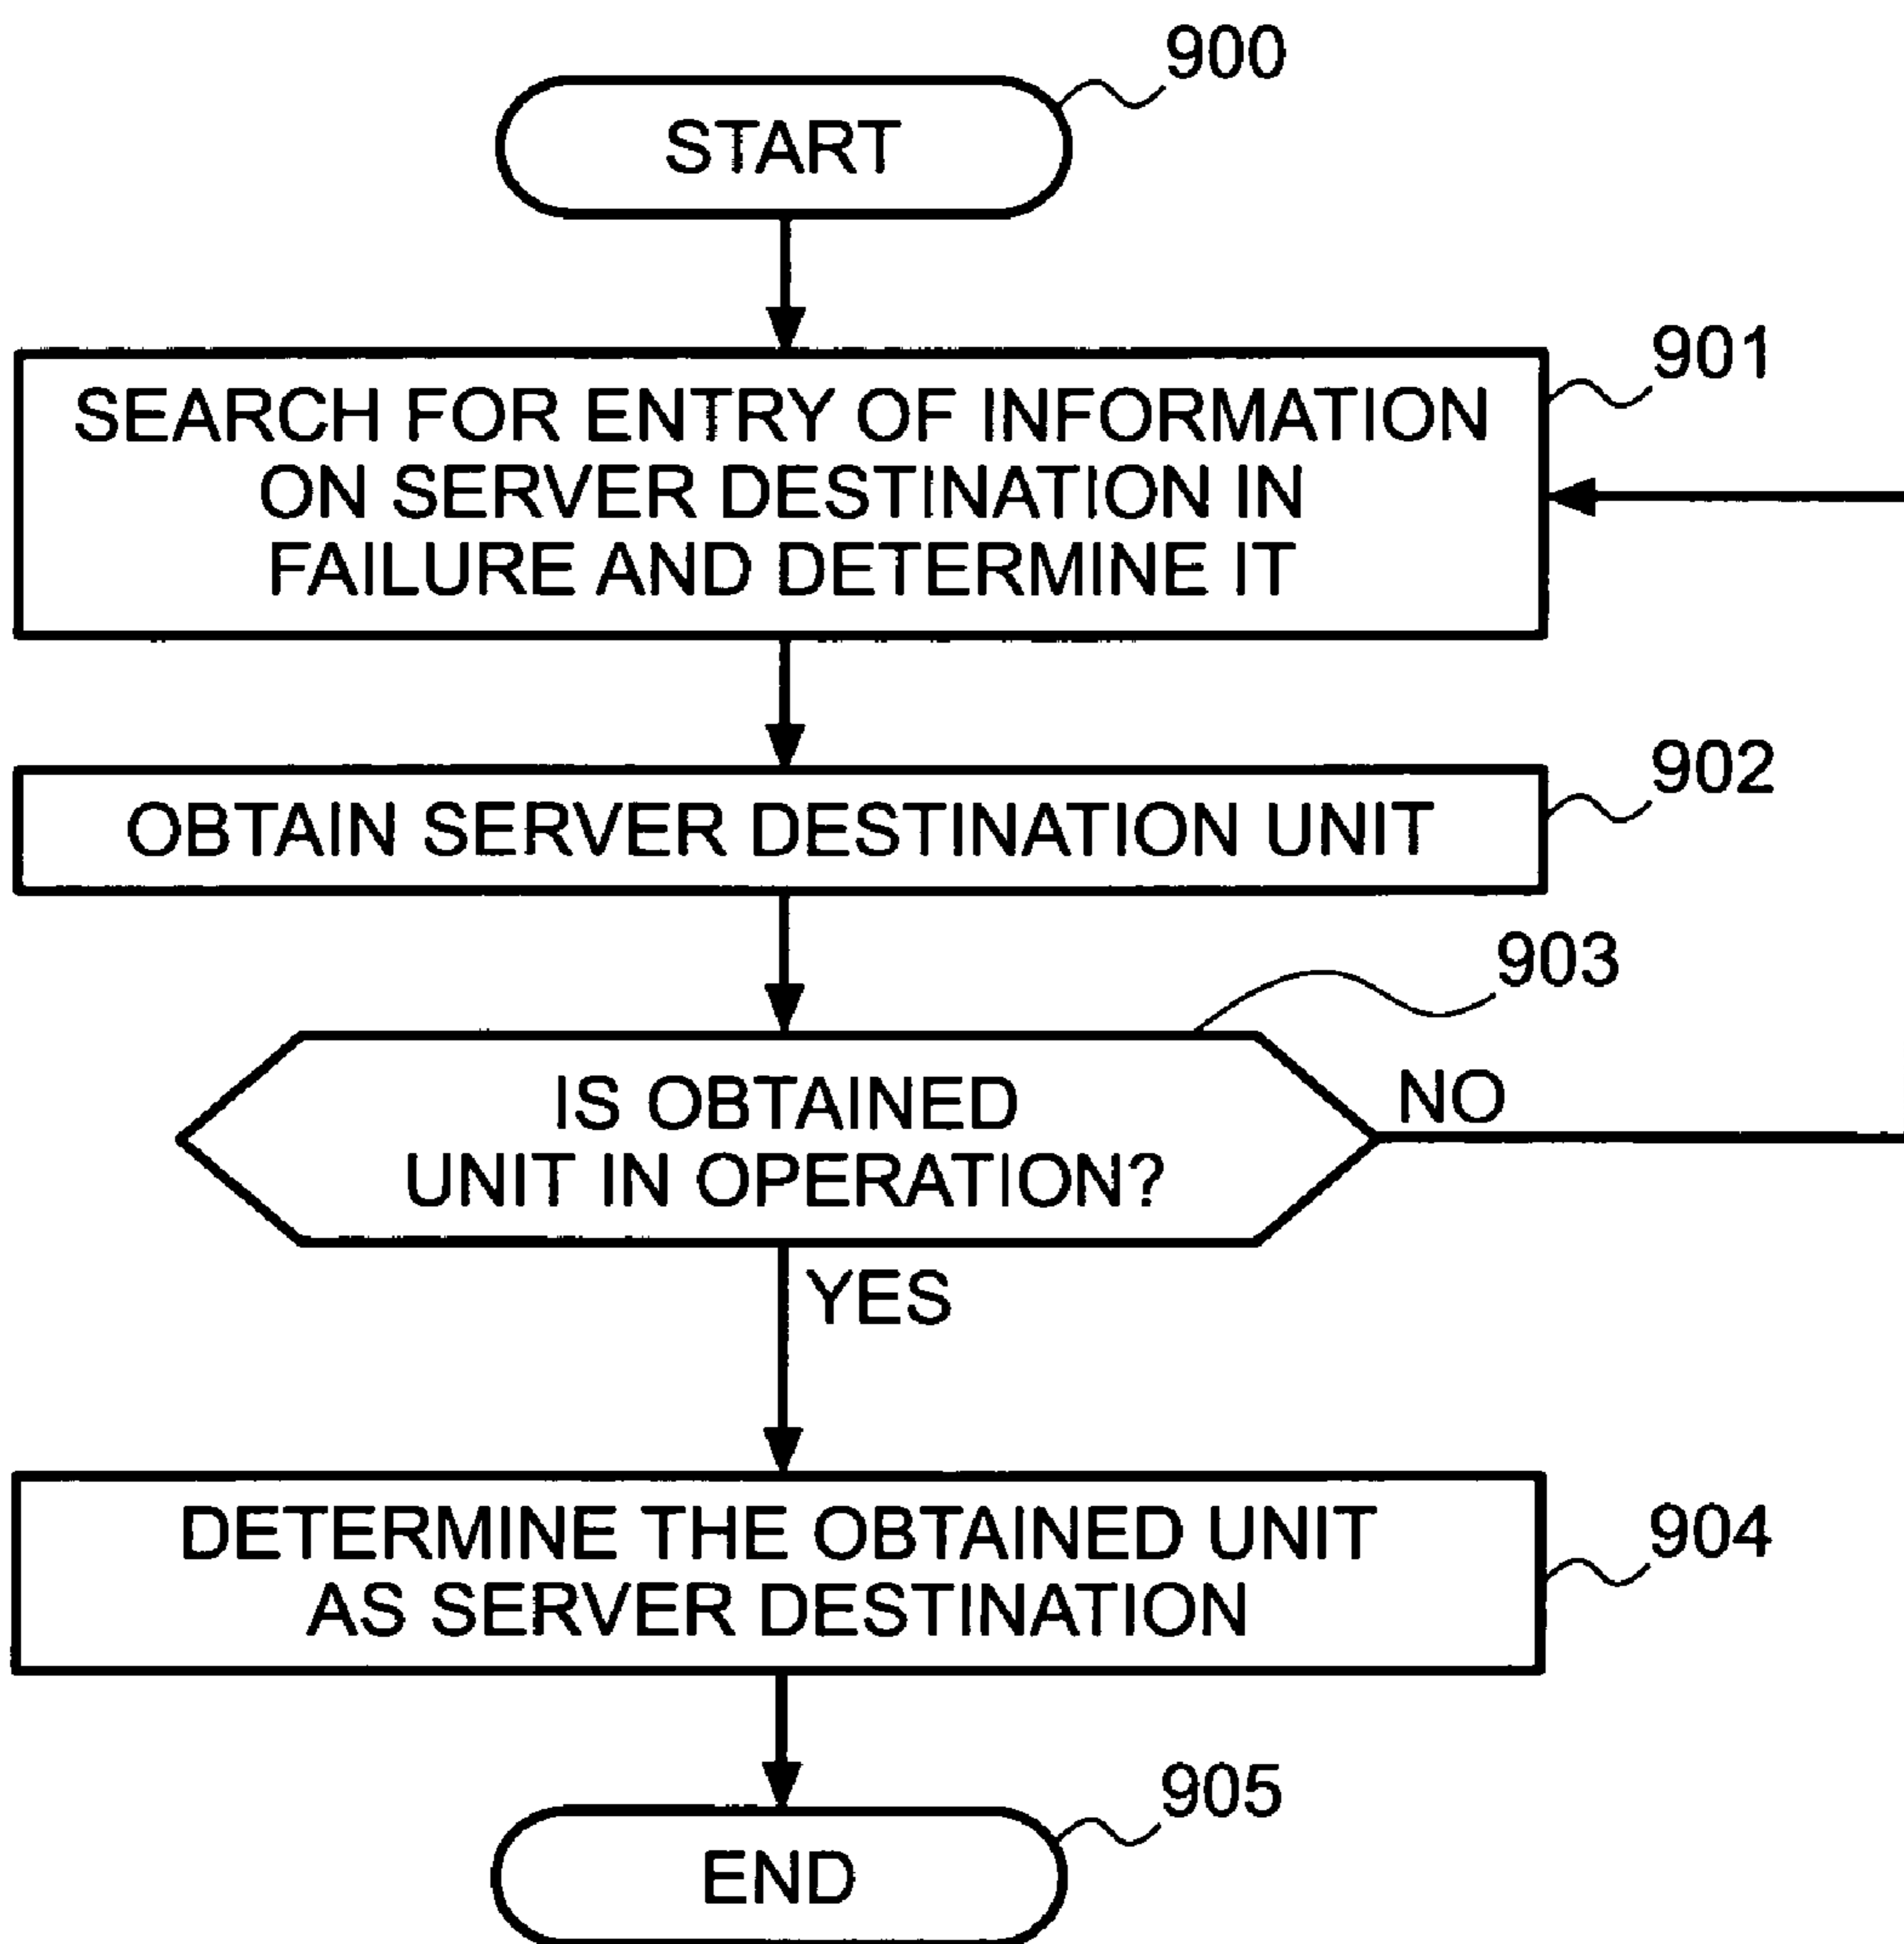 900
START
901
SEARCH FOR ENTRY OF INFORMATION
ON SERVER DESTINATION IN
FAILURE AND DETERMINE IT
902
OBTAIN SERVER DESTINATION UNIT
903
IS OBTAINED
UNIT IN OPERATION?
NO
YES
DETERMINE THE OBTAINED UNIT
AS SERVER DESTINATION
904
905
END